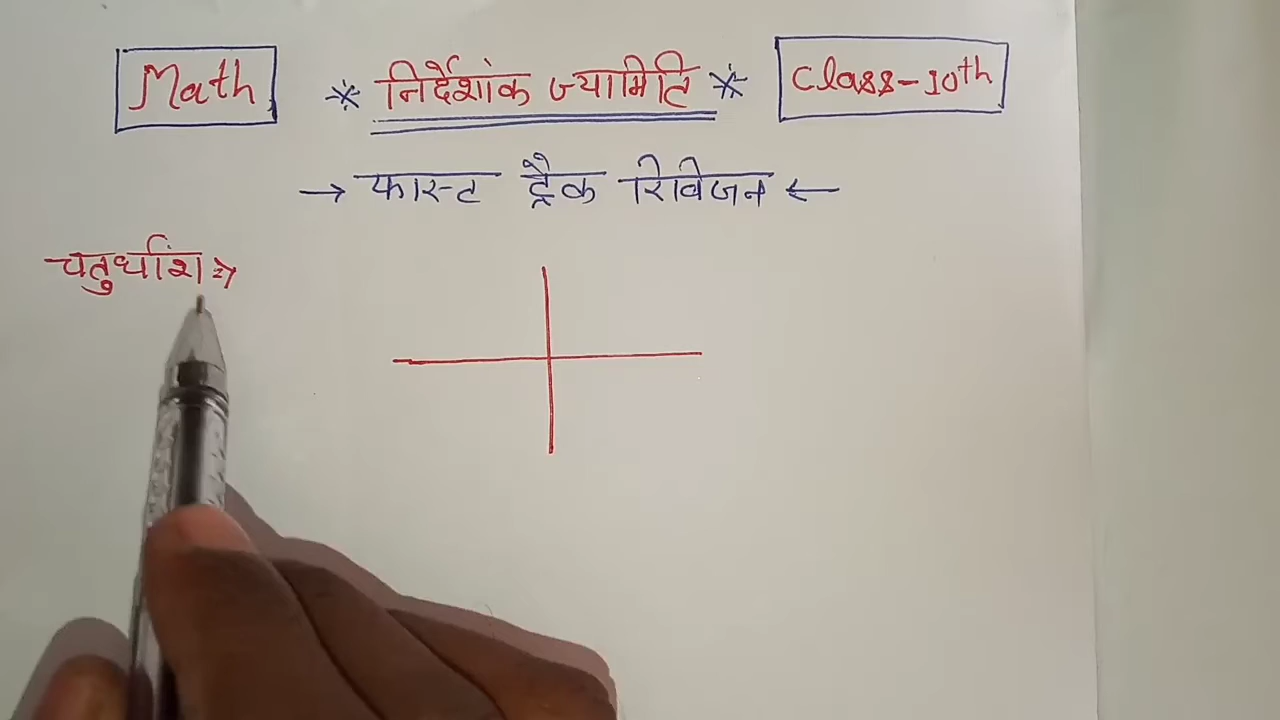 Math * निर्देशांक ज्यामिति * Class-10th
→ फास्ट ट्रैक रिविजन ←
चतुर्थांश ⇒